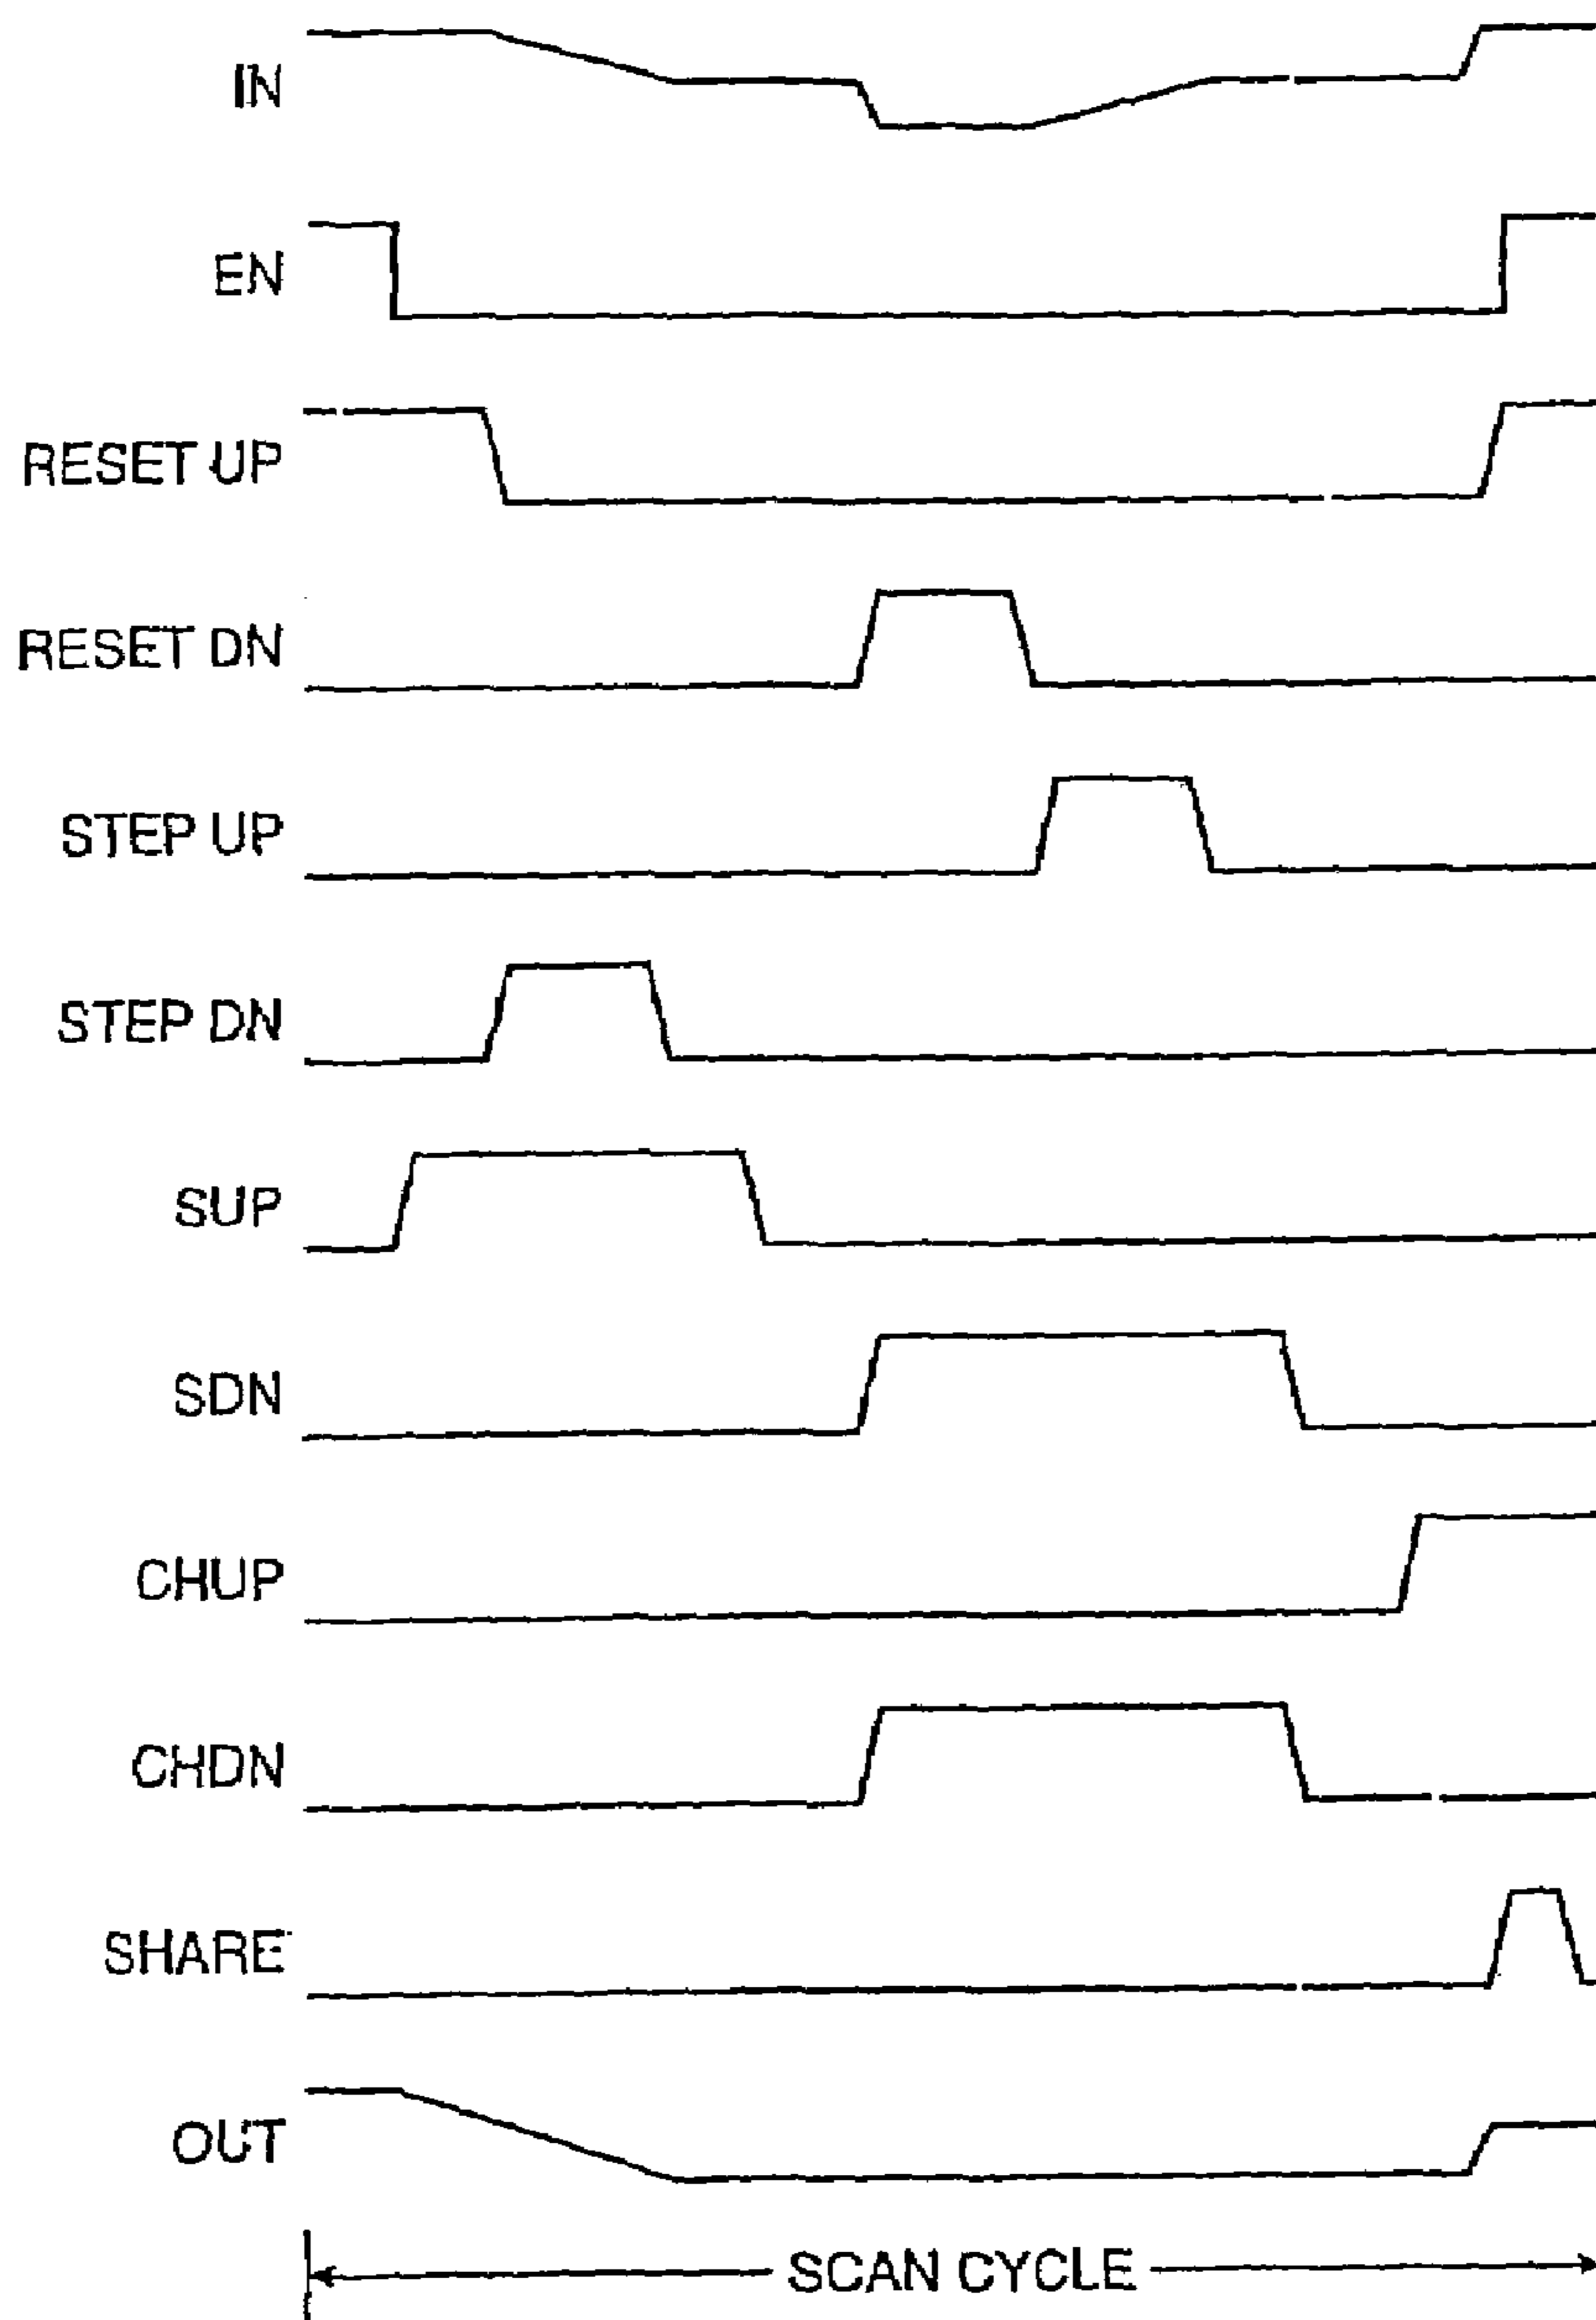 IN
EN
RESET UP
RESET DN
STEP UP
STEP DN
SUP
SDN
CHUP
CHDN
SHARE
OUT
SCAN CYCLE